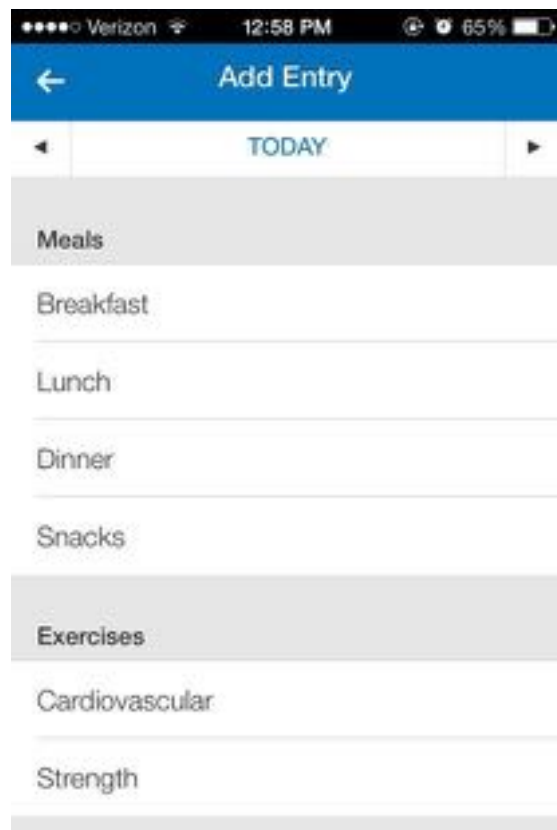 Verizon 12:58 PM 65%
Add Entry
TODAY
Meals
Breakfast
Lunch
Dinner
Snacks
Exercises
Cardiovascular
Strength